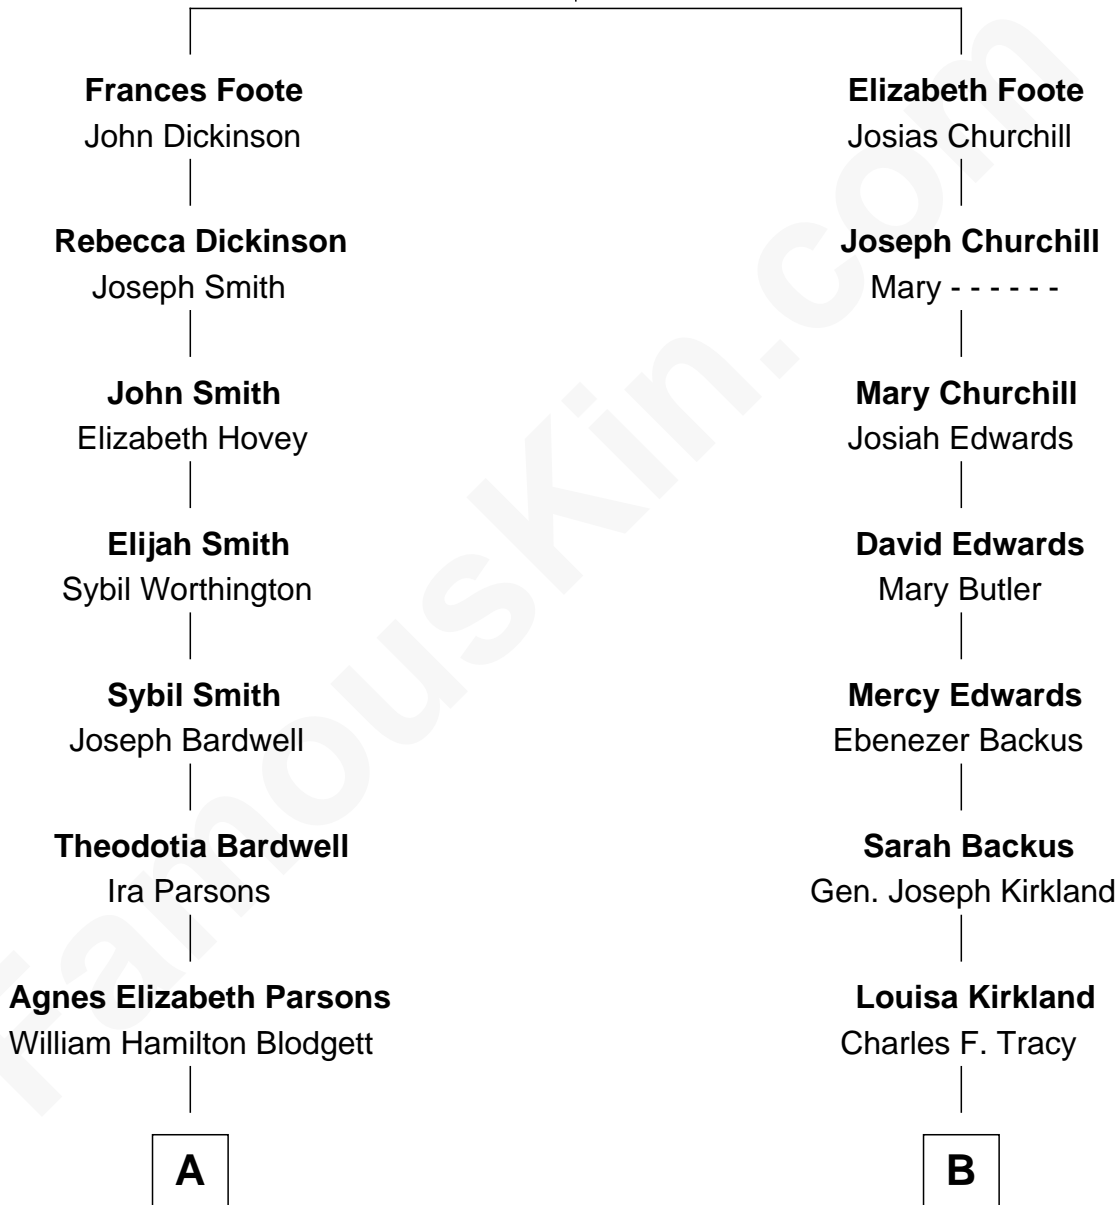 Frances Foote
John Dickinson
Rebecca Dickinson
Joseph Smith
John Smith
Elizabeth Hovey
Elijah Smith
Sybil Worthington
Sybil Smith
Joseph Bardwell
Theodotia Bardwell
Ira Parsons
Agnes Elizabeth Parsons
William Hamilton Blodgett
A
Elizabeth Foote
Josias Churchill
Joseph Churchill
Mary - - - - - -
Mary Churchill
Josiah Edwards
David Edwards
Mary Butler
Mercy Edwards
Ebenezer Backus
Sarah Backus
Gen. Joseph Kirkland
Louisa Kirkland
Charles F. Tracy
B
famouskin.com